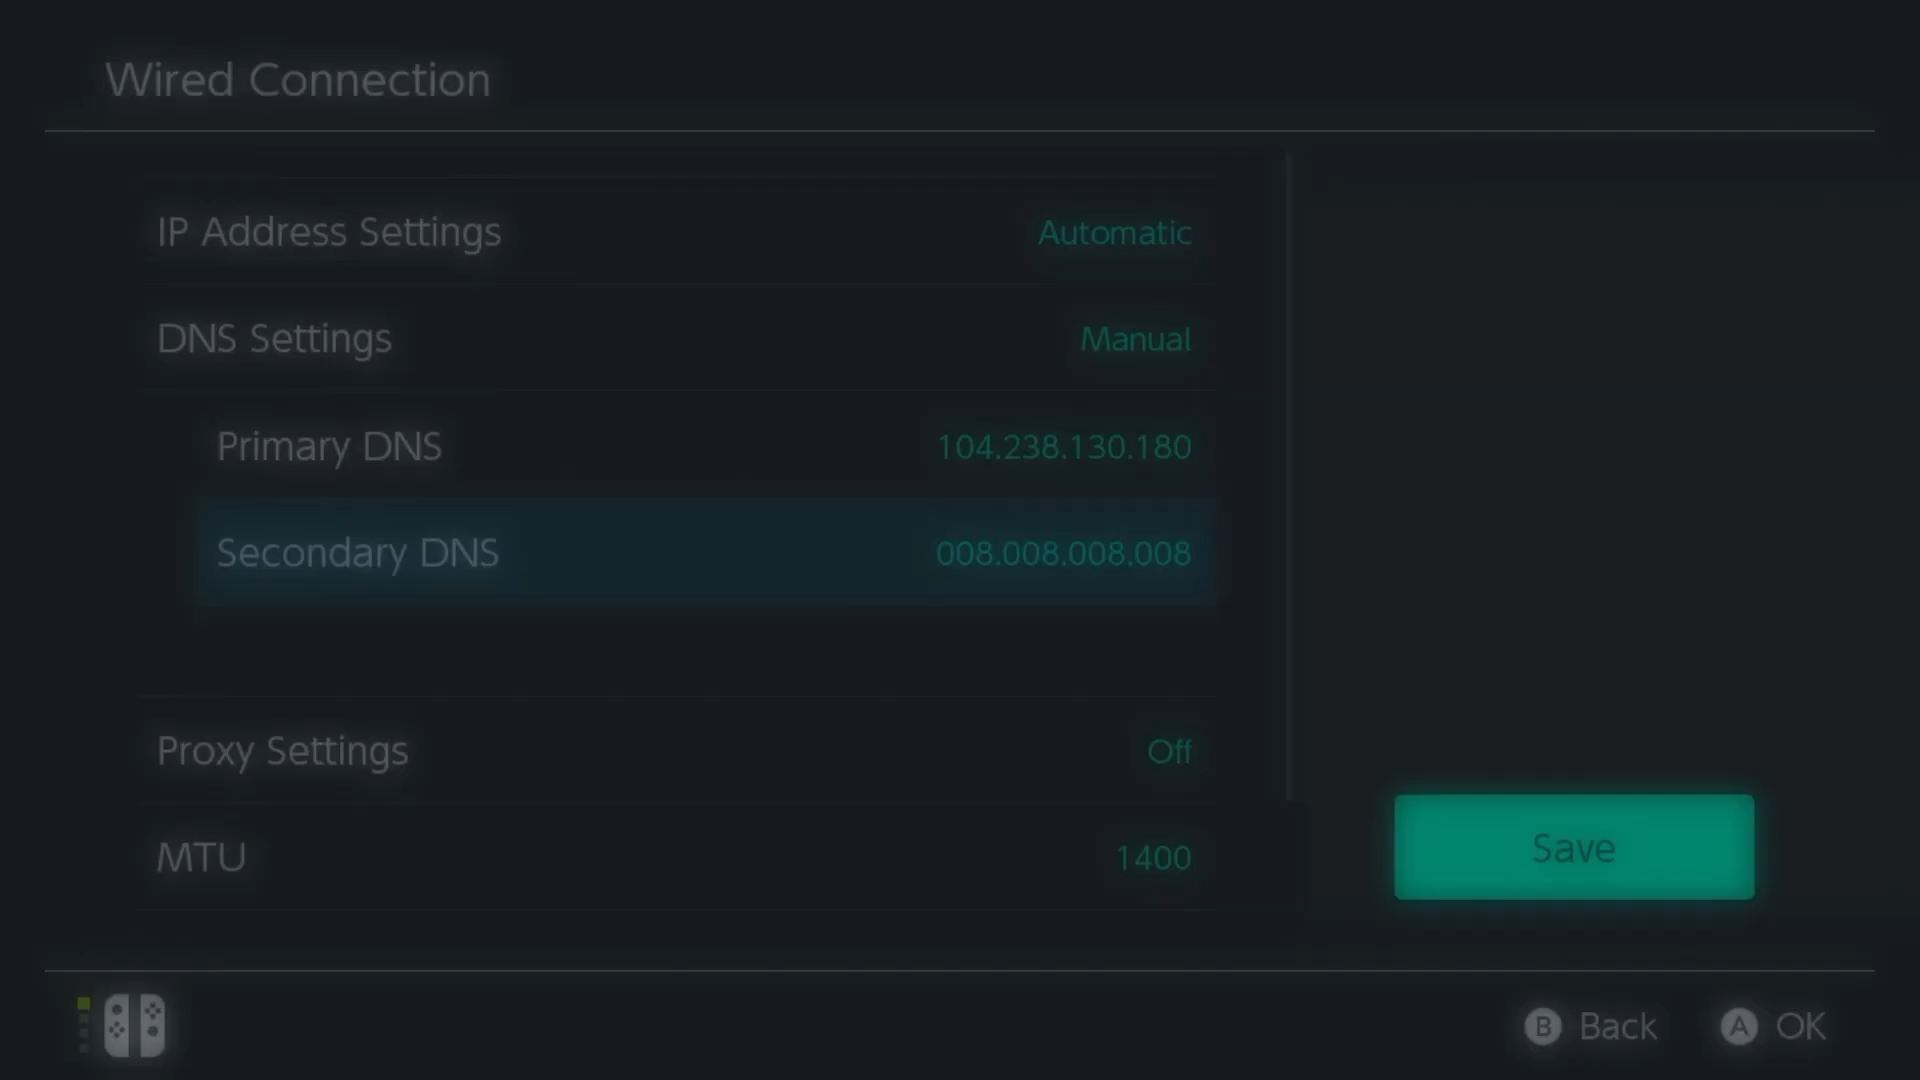 Wired Connection
IP Address Settings Automatic
DNS Settings Manual
Primary DNS 104.238.130.180
Secondary DNS 008.008.008.008
Proxy Settings Off
MTU 1400
Save
B Back A OK